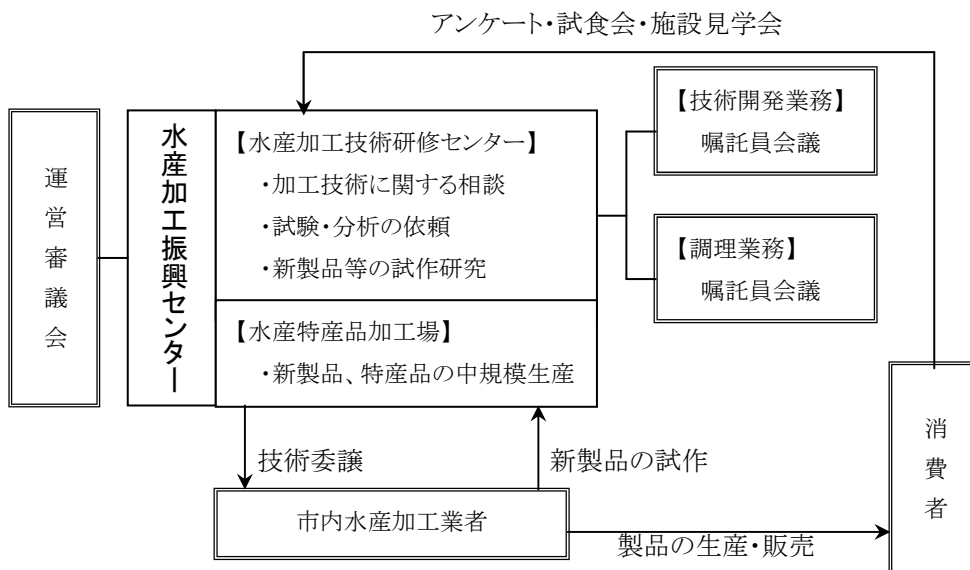 アンケート・試食会・施設見学会
運営審議会
水産加工振興センター
【水産加工技術研修センター】
・加工技術に関する相談
・試験・分析の依頼
・新製品等の試作研究
【水産特産品加工場】
・新製品、特産品の中規模生産
【技術開発業務】
嘱託員会議
【調理業務】
嘱託員会議
消費者
技術委譲
新製品の試作
市内水産加工業者
製品の生産・販売